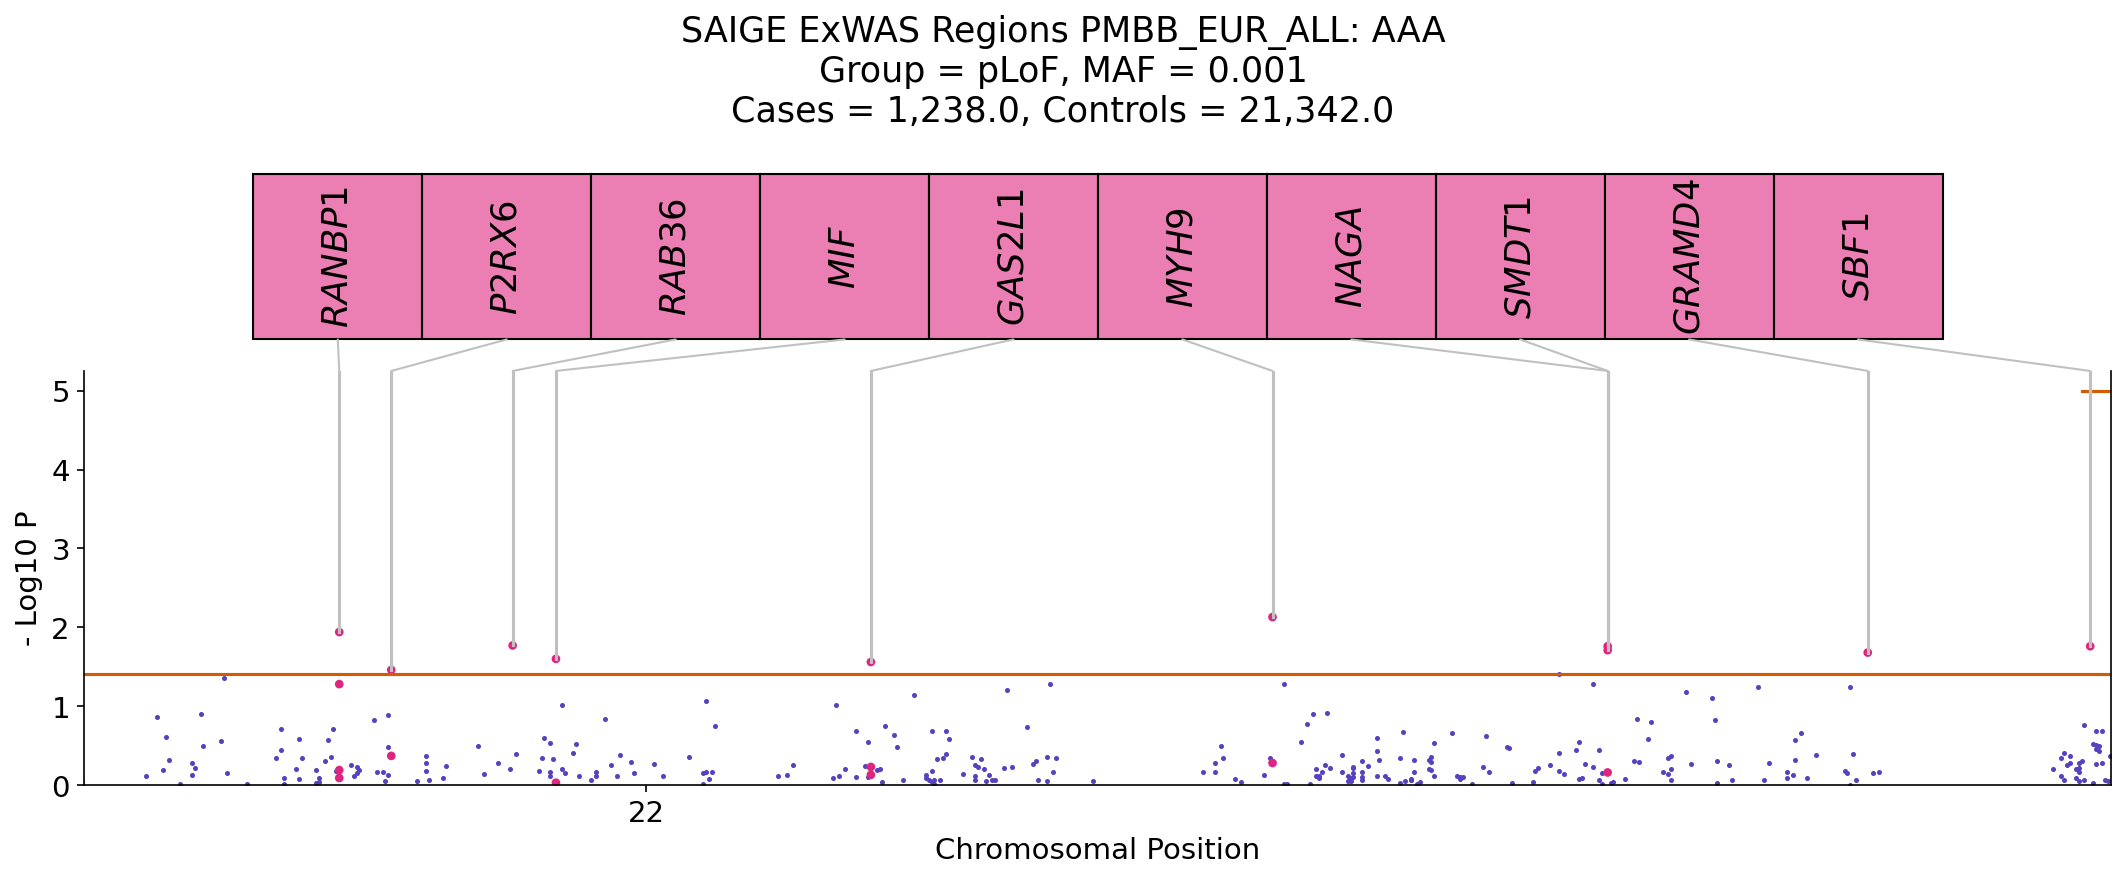 SAIGE ExWAS Regions PMBB_EUR_ALL: AAA
Group = pLoF, MAF = 0.001
Cases = 1,238.0, Controls = 21,342.0
RANBP1
P2RX6
RAB36
MIF
GAS2L1
MYH9
NAGA
SMDT1
GRAMD4
SBF1
- Log10 P
5
4
3
2
1
0
22
Chromosomal Position